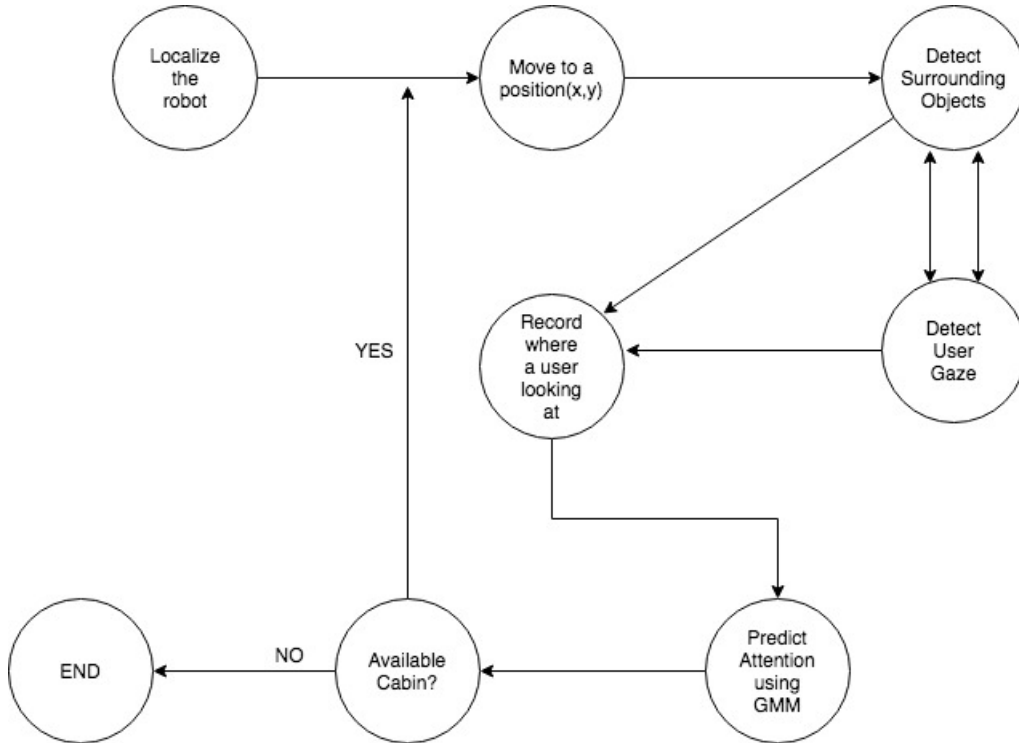 Localize
the
robot
Move to a
position(x,y)
Detect
Surrounding
Objects
YES
Record
where
a user
looking
at
Detect
User
Gaze
END
NO
Available
Cabin?
Predict
Attention
using
GMM